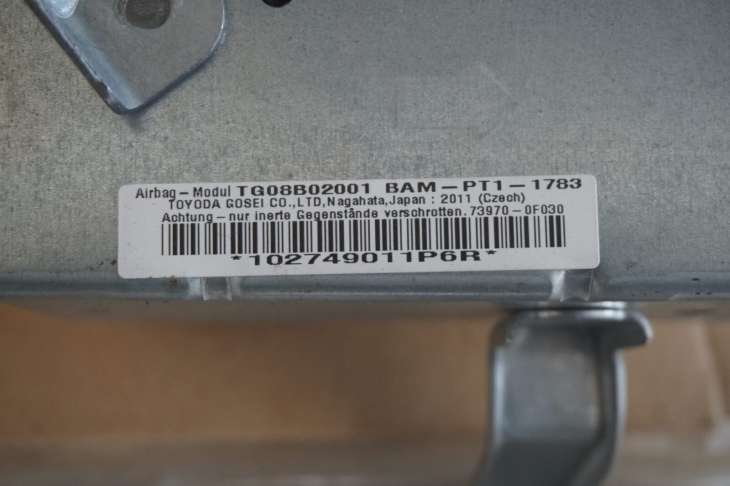 Airbag-Modul TG08B02001 BAM-PT1-1783
TOYODA GOSEI CO.,LTD,Nagahata,Japan : 2011 (Czech)
Achtung-nur inerte Gegenstände verschrotten.73970-0F030
*102749011P6R*